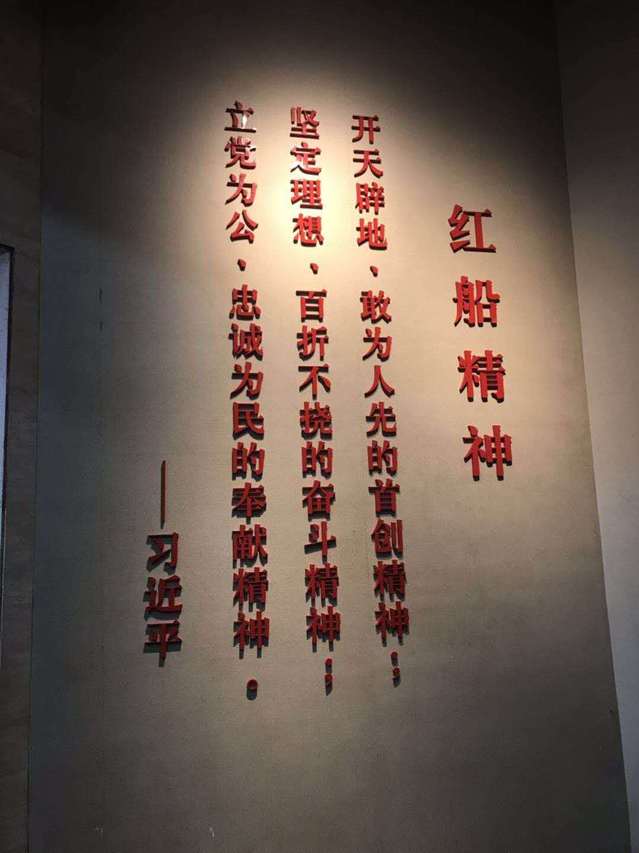 红船精神
开天辟地、敢为人先的首创精神；
坚定理想、百折不挠的奋斗精神；
立党为公、忠诚为民的奉献精神。
——习近平